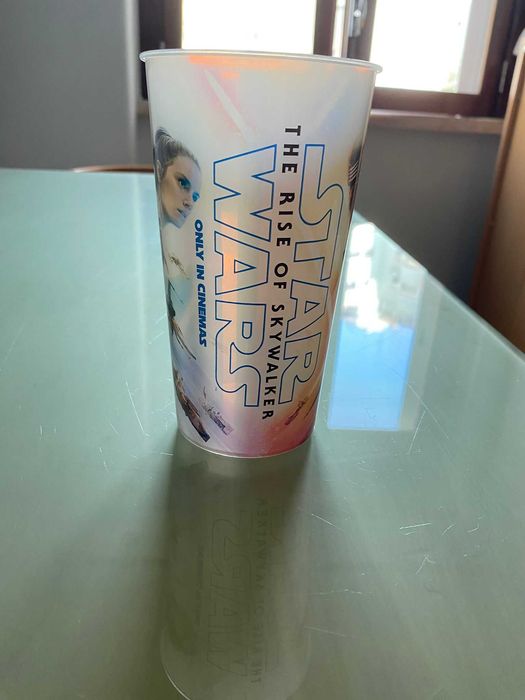 STAR
THE RISE OF SKYWALKER
WARS
ONLY IN CINEMAS